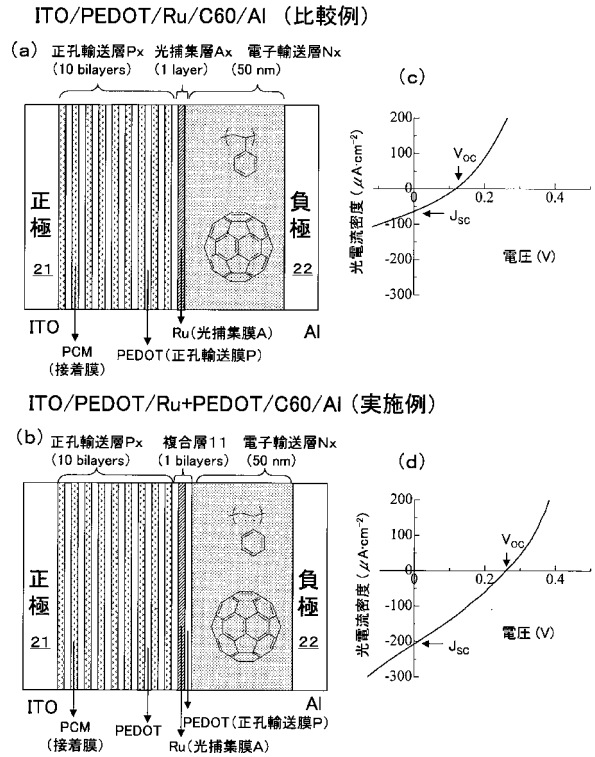 ITO/PEDOT/Ru/C60/Al (比較例)
(a)
正孔輸送層Px 光捕集層Ax 電子輸送層Nx
(10 bilayers) (1 layer) (50 nm)
正極
21
負極
22
ITO
Al
Ru(光捕集膜A)
PCM
(接着膜)
PEDOT(正孔輸送膜P)
(c)
光電流密度(μA·cm-2)
200
100
0
-100
-200
-300
0
0.2
0.4
VOC
JSC
電圧(V)
ITO/PEDOT/Ru+PEDOT/C60/Al (実施例)
(b)
正孔輸送層Px 複合層11 電子輸送層Nx
(10 bilayers) (1 bilayers) (50 nm)
正極
21
負極
22
ITO
Al
PEDOT(正孔輸送膜P)
PCM
(接着膜)
PEDOT
Ru(光捕集膜A)
(d)
光電流密度(μA·cm-2)
200
100
0
-100
-200
-300
0
0.2
0.4
VOC
JSC
電圧(V)